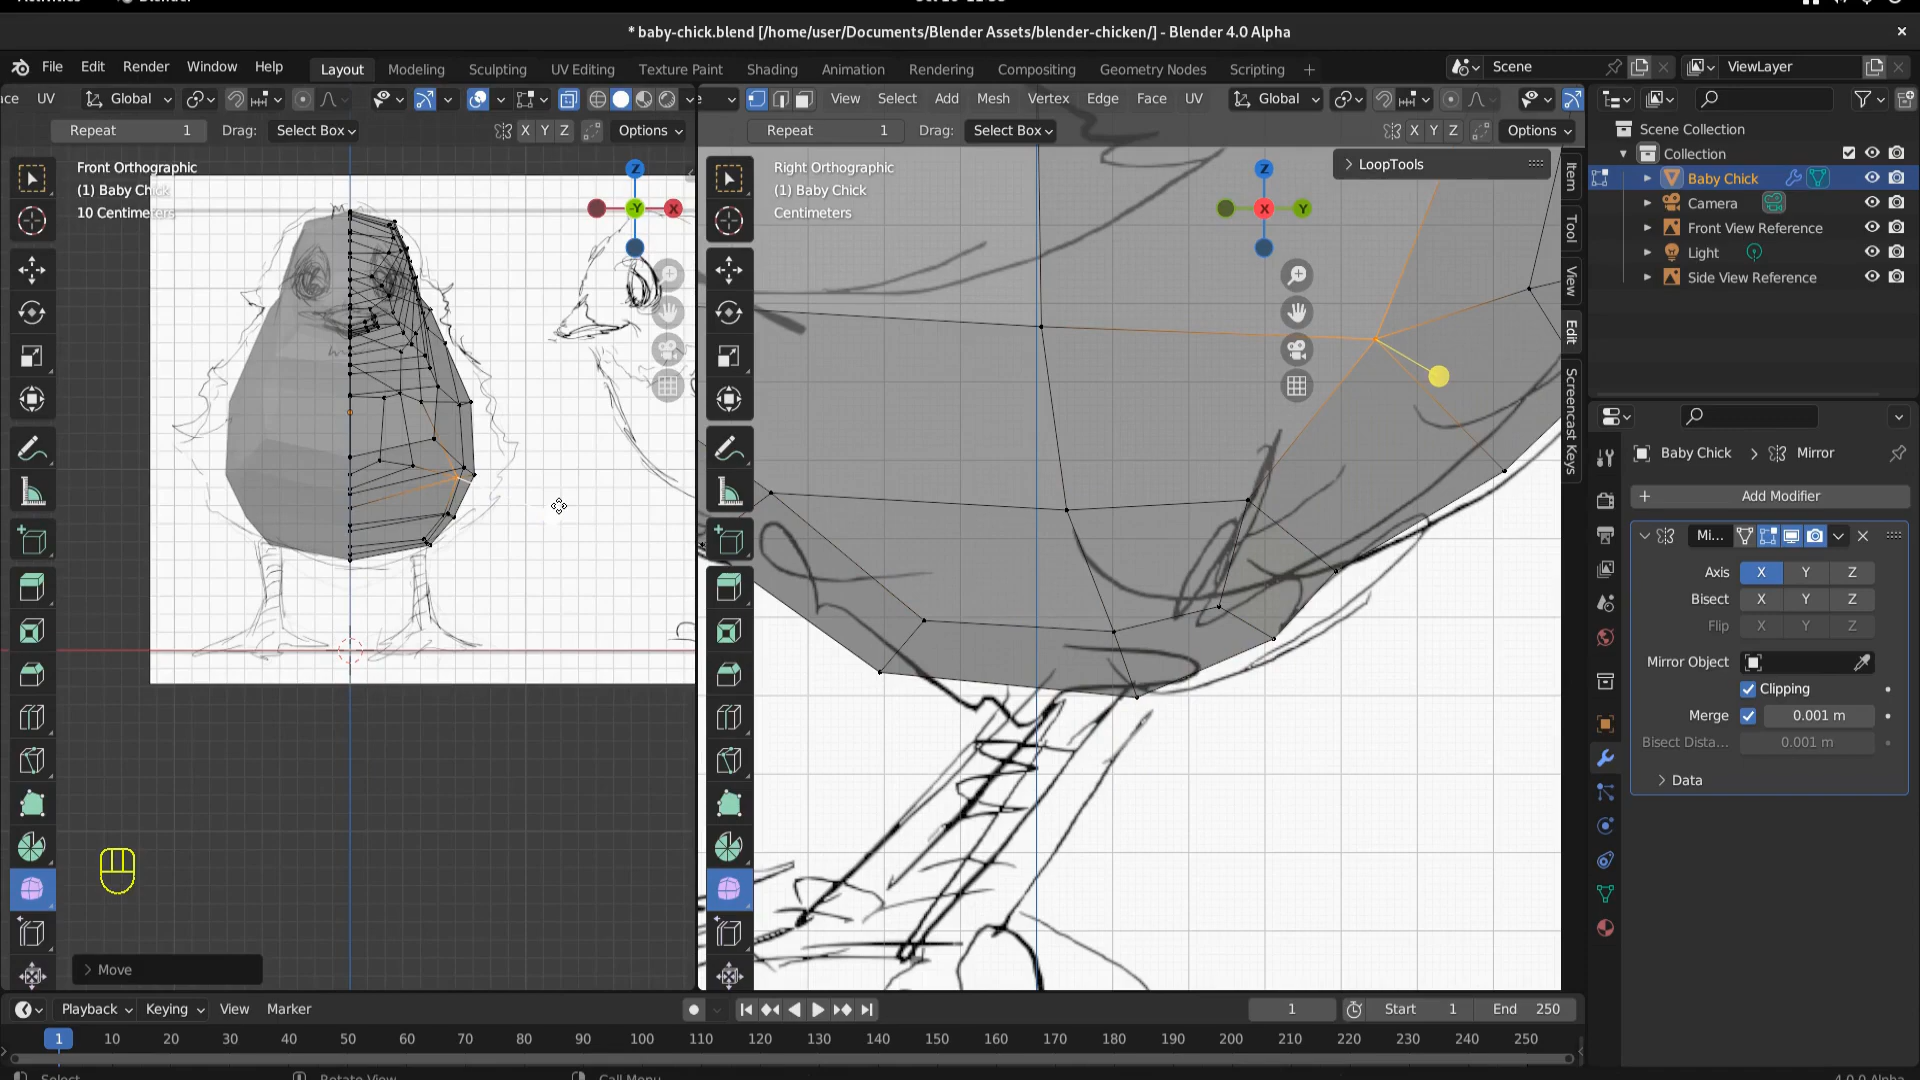 * baby-chick.blend [/home/user/Documents/Blender Assets/blender-chicken/] - Blender 4.0 Alpha
File Edit Render Window Help Layout Modeling Sculpting UV Editing Texture Paint Shading Animation Rendering Compositing Geometry Nodes Scripting + Scene ViewLayer
UV Global View Select Add Mesh Vertex Edge Face UV Global
Repeat 1 Drag: Select Box X Y Z Options Repeat 1 Drag: Select Box X Y Z Options
Front Orthographic
(1) Baby Chick
10 Centimeters
Z
-Y
X
Right Orthographic
(1) Baby Chick
Centimeters
Z
X
Y
LoopTools
Item
Tool
View
Edit
Screencast Keys
Move
Scene Collection
Collection
Baby Chick
Camera
Front View Reference
Light
Side View Reference
Baby Chick > Mirror
+ Add Modifier
Mi...
Axis X Y Z
Bisect X Y Z
Flip X Y Z
Mirror Object
Clipping
Merge 0.001 m
Bisect Dista... 0.001 m
Data
Playback Keying View Marker 1 Start 1 End 250
1 10 20 30 40 50 60 70 80 90 100 110 120 130 140 150 160 170 180 190 200 210 220 230 240 250